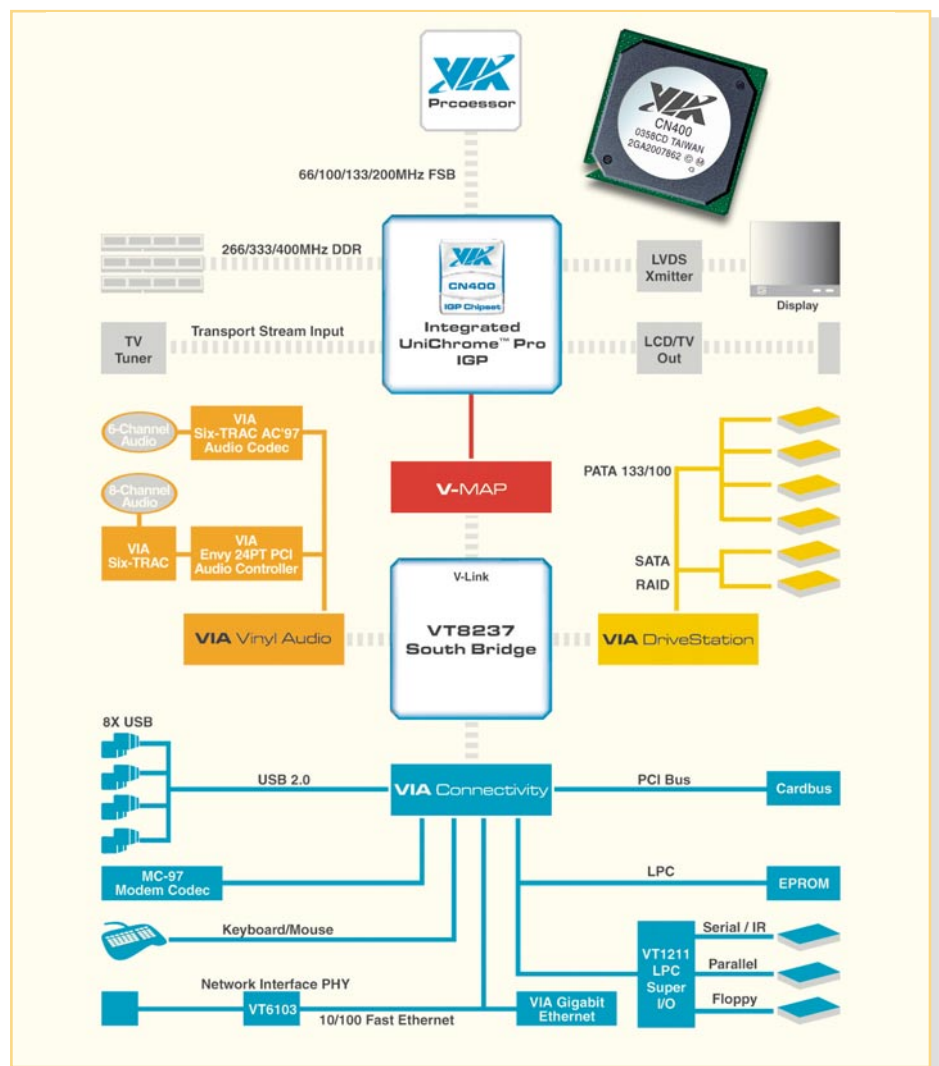 VIA
Prcoessor
VIA
CN400
0358CD TAIWAN
2GA2007862 © Ⓜ
66/100/133/200MHz FSB
266/333/400MHz DDR
VIA
CN400
IGP Chipset
Integrated
UniChrome™ Pro
IGP
LVDS
Xmitter
Display
TV
Tuner
Transport Stream Input
LCD/TV
Out
6-Channel
Audio
VIA
Six-TRAC AC'97
Audio Codec
8-Channel
Audio
VIA
Six-TRAC
VIA
Envy 24PT PCI
Audio Controller
V-MAP
PATA 133/100
SATA
RAID
V-Link
VT8237
South Bridge
VIA Vinyl Audio
VIA DriveStation
8X USB
USB 2.0
VIA Connectivity
PCI Bus
Cardbus
MC-97
Modem Codec
LPC
EPROM
Keyboard/Mouse
VT1211
LPC
Super
I/O
Serial / IR
Parallel
Floppy
Network Interface PHY
VT6103
10/100 Fast Ethernet
VIA Gigabit
Ethernet